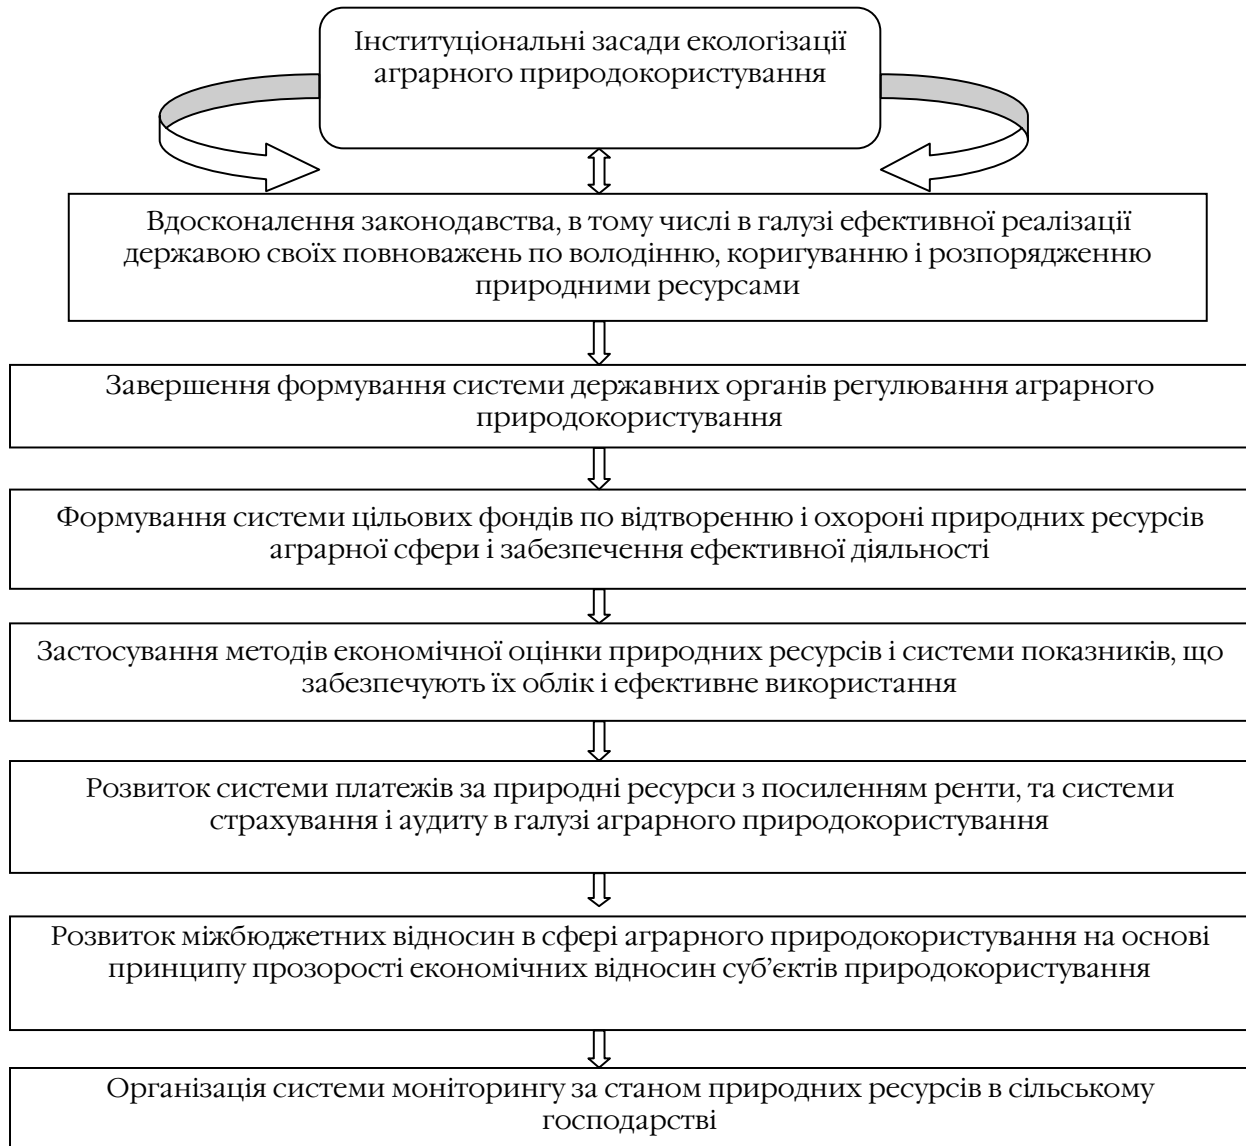 Інституціональні засади екологізації
аграрного природокористування
Вдосконалення законодавства, в тому числі в галузі ефективної реалізації
державою своїх повноважень по володінню, коригуванню і розпорядженню
природними ресурсами
Завершення формування системи державних органів регулювання аграрного
природокористування
Формування системи цільових фондів по відтворенню і охороні природних ресурсів
аграрної сфери і забезпечення ефективної діяльності
Застосування методів економічної оцінки природних ресурсів і системи показників, що
забезпечують їх облік і ефективне використання
Розвиток системи платежів за природні ресурси з посиленням ренти, та системи
страхування і аудиту в галузі аграрного природокористування
Розвиток міжбюджетних відносин в сфері аграрного природокористування на основі
принципу прозорості економічних відносин суб’єктів природокористування
Організація системи моніторингу за станом природних ресурсів в сільському
господарстві